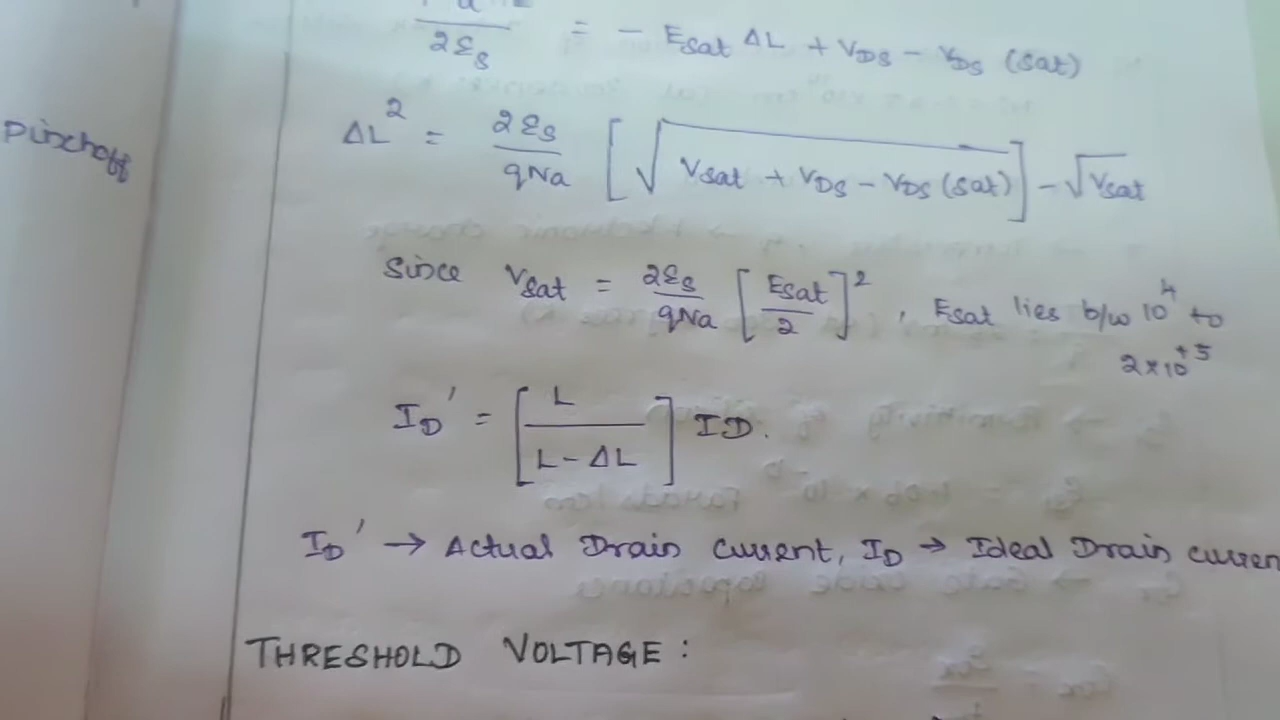 2εs = - Esat ΔL + VDS - VDS (sat)
pinchoff
ΔL² = 2εs / qNa [√Vsat + VDS - VDS (sat)] - √Vsat
Since Vsat = 2εs / qNa [Esat / 2]², Esat lies b/w 10⁴ to
2×10⁺⁵
ID' = [L / L - ΔL] ID.
ID' → Actual Drain Current, ID → Ideal Drain curren
THRESHOLD VOLTAGE :